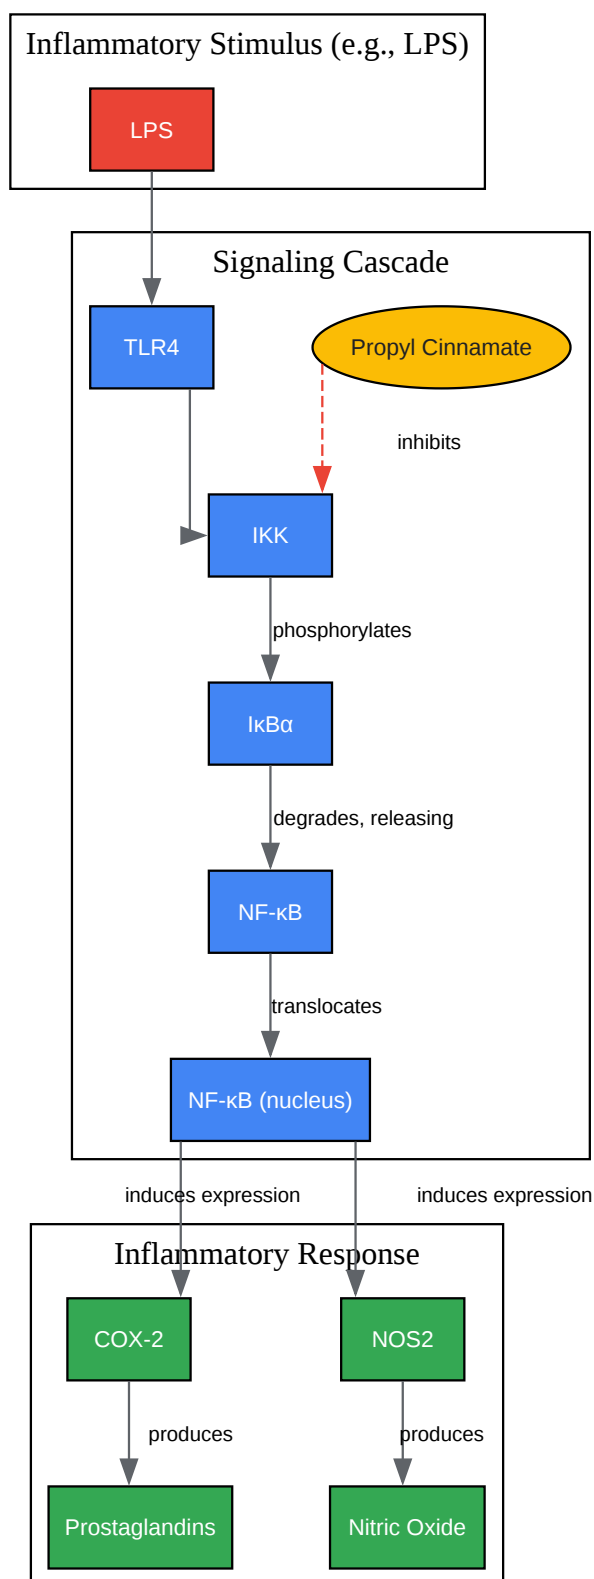 Inflammatory Stimulus (e.g., LPS)
LPS
Signaling Cascade
TLR4
Propyl Cinnamate
inhibits
IKK
phosphorylates
IκBα
degrades, releasing
NF-κB
translocates
NF-κB (nucleus)
induces expression
induces expression
Inflammatory Response
COX-2
NOS2
produces
produces
Prostaglandins
Nitric Oxide